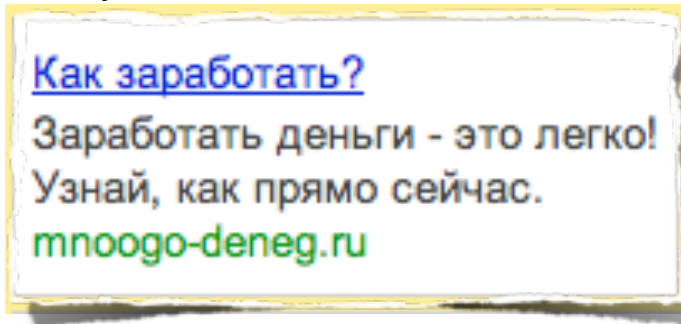 Как заработать?
Заработать деньги - это легко!
Узнай, как прямо сейчас.
mnoogo-deneg.ru